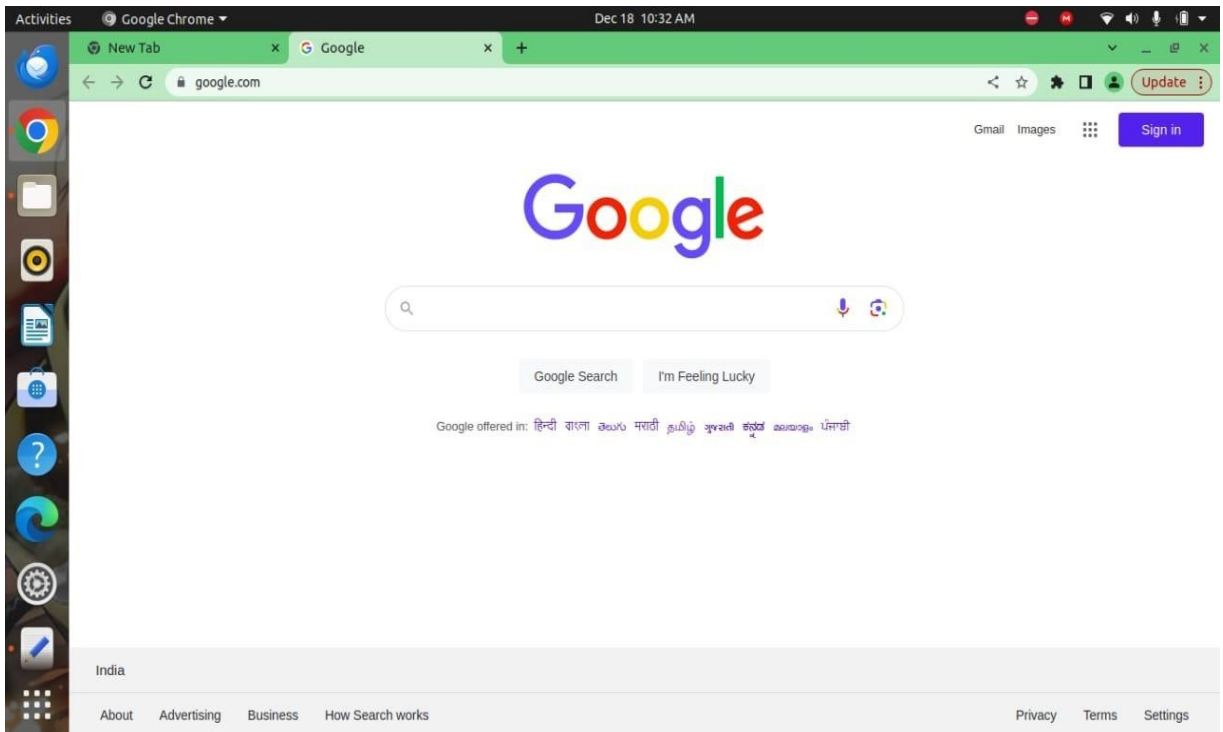 Activities Google Chrome Dec 18 10:32 AM
New Tab Google
google.com Update
Gmail Images Sign in
Google
Google Search I'm Feeling Lucky
Google offered in: हिन्दी বাংলা తెలుగు मराठी தமிழ் ગુજરાતી ಕನ್ನಡ മലയാളം ਪੰਜਾਬੀ
India
About Advertising Business How Search works Privacy Terms Settings